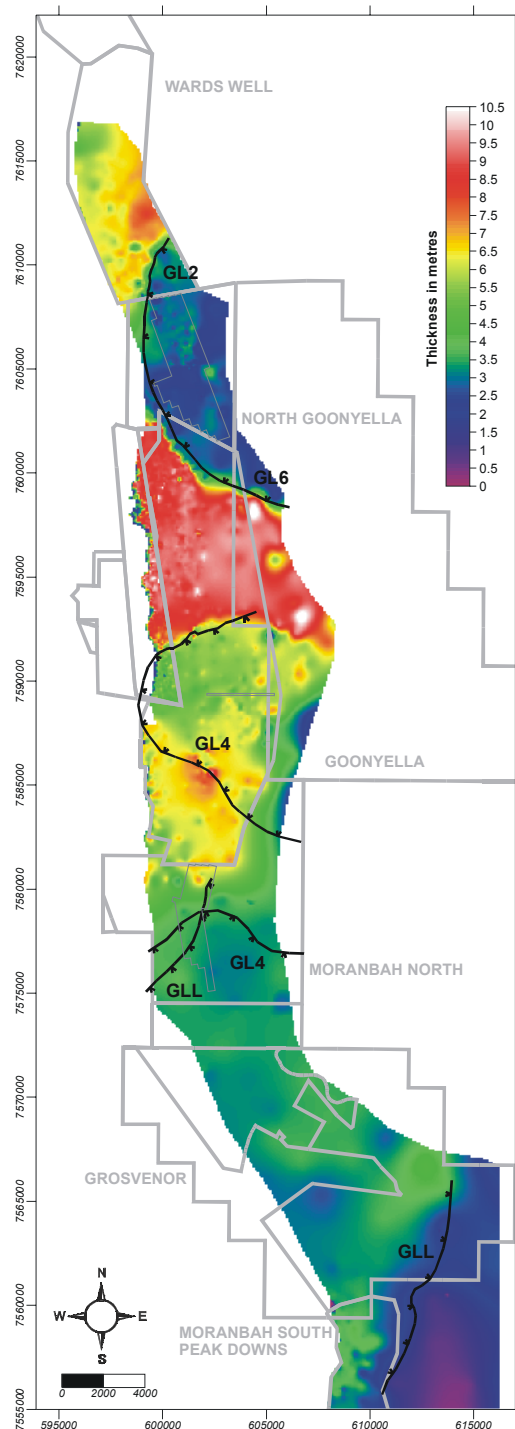 7620000
WARDS WELL
10.5
10
9.5
9
8.5
8
7.5
7
6.5
6
5.5
5
4.5
4
3.5
3
2.5
2
1.5
1
0.5
0
Thickness in metres
7615000
7610000
GL2
7605000
NORTH GOONYELLA
7600000
GL6
7595000
7590000
GL4
GOONYELLA
7585000
7580000
GL4
MORANBAH NORTH
GLL
7575000
7570000
GROSVENOR
7565000
GLL
N
W E
S
7560000
MORANBAH SOUTH
PEAK DOWNS
0 2000 4000
7555000
595000 600000 605000 610000 615000